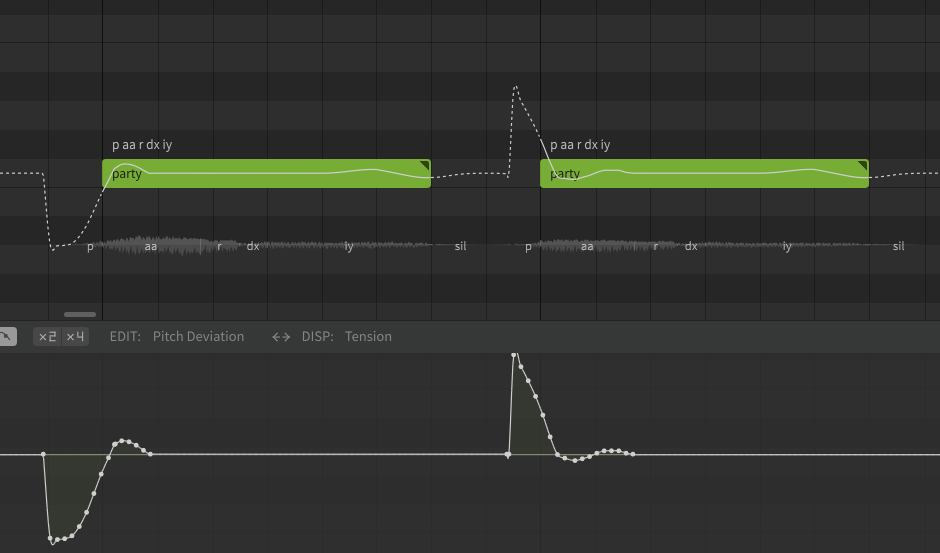 p aa r dx iy p aa r dx iy
party party
p aa r dx iy sil p aa r dx iy sil
×2 ×4 EDIT: Pitch Deviation DISP: Tension